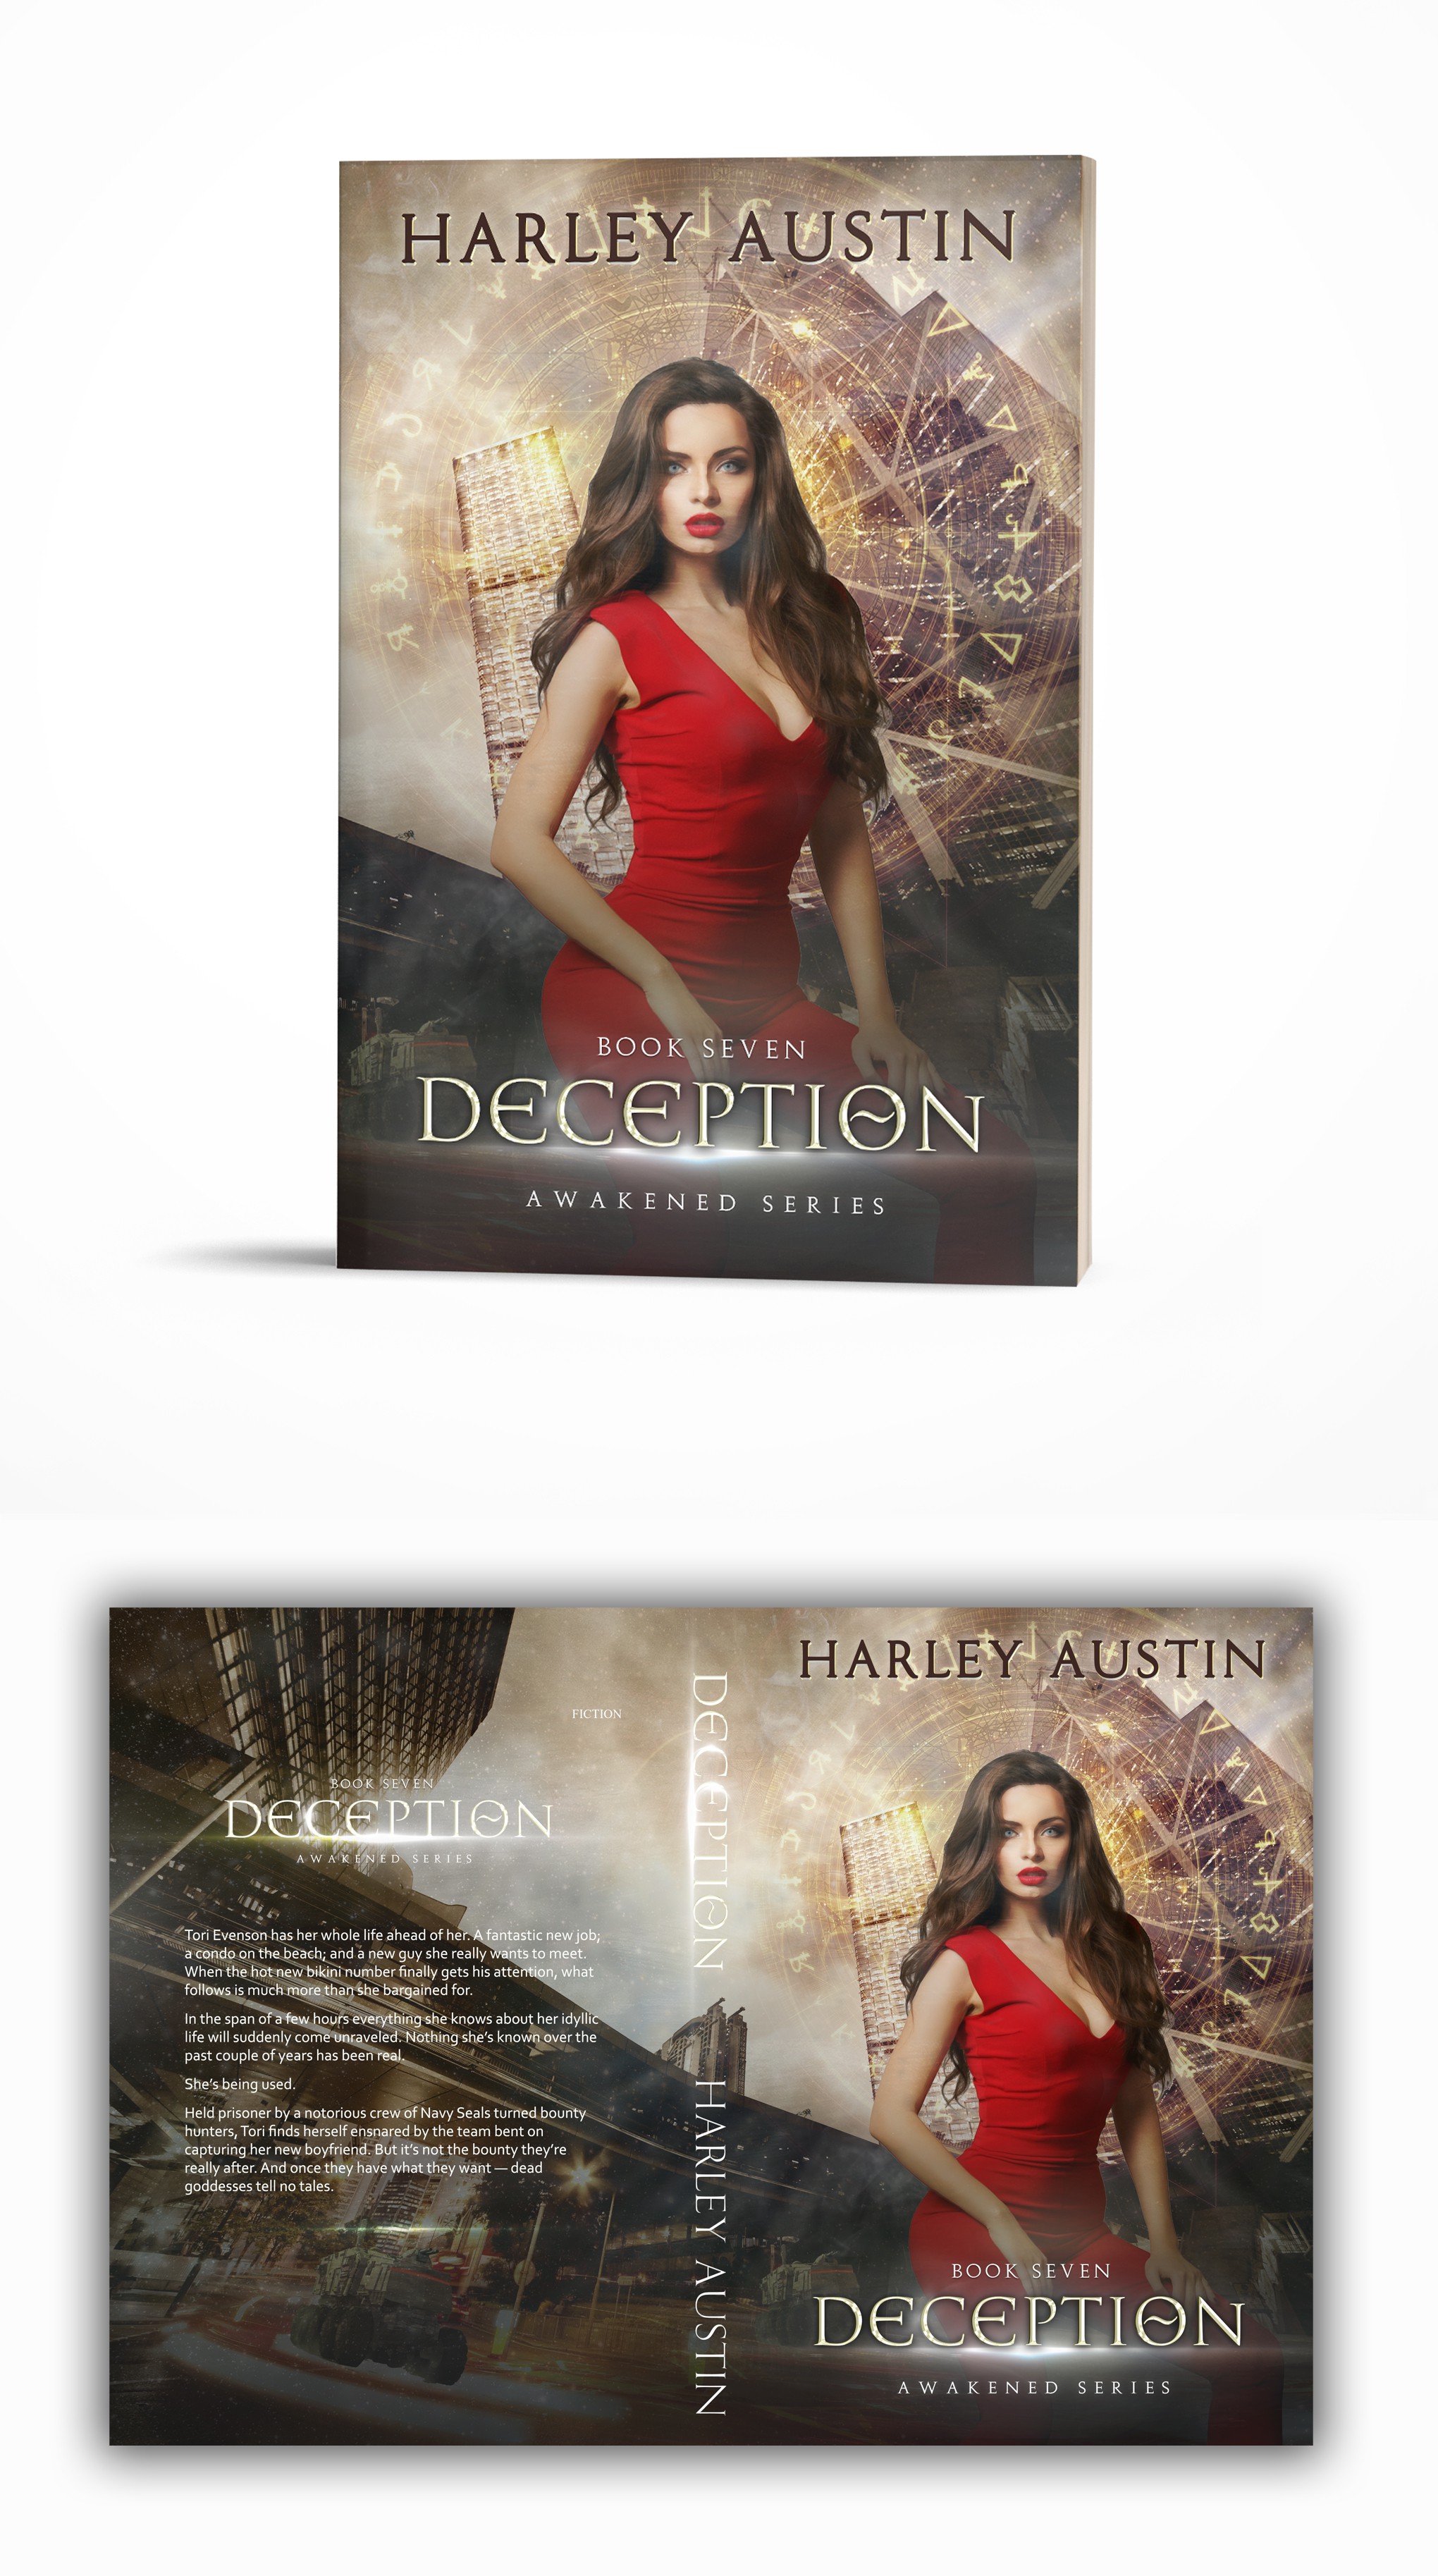 HARLEY AUSTIN
BOOK SEVEN
DECEPTION
AWAKENED SERIES
FICTION
BOOK SEVEN
DECEPTION
AWAKENED SERIES
Tori Evenson has her whole life ahead of her. A fantastic new job;
a condo on the beach; and a new guy she really wants to meet.
When the hot new bikini number finally gets his attention, what
follows is much more than she bargained for.
In the span of a few hours everything she knows about her idyllic
life will suddenly come unraveled. Nothing she's known over the
past couple of years has been real.
She's being used.
Held prisoner by a notorious crew of Navy Seals turned bounty
hunters, Tori finds herself ensnared by the team bent on
capturing her new boyfriend. But it's not the bounty they're
really after. And once they have what they want — dead
goddesses tell no tales.
DECEPTION
HARLEY AUSTIN
HARLEY AUSTIN
BOOK SEVEN
DECEPTION
AWAKENED SERIES